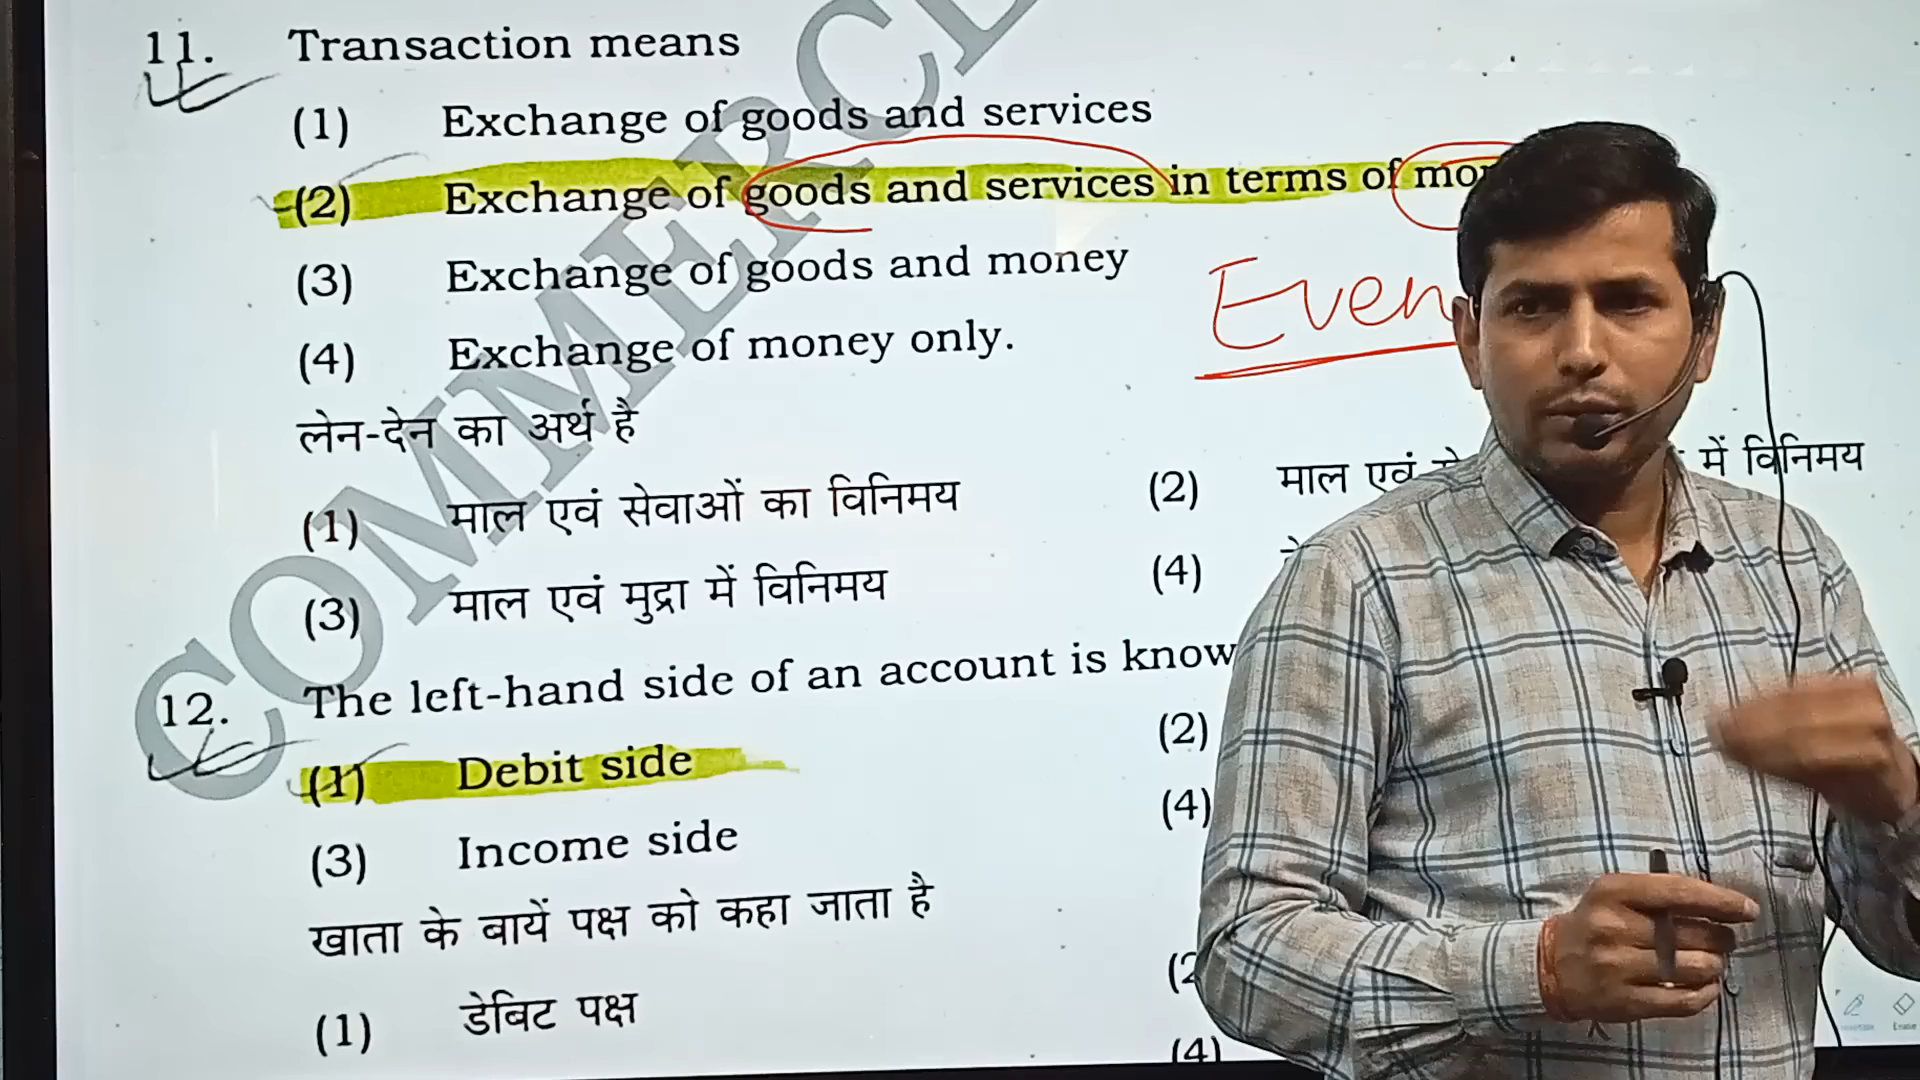 11. Transaction means
(1) Exchange of goods and services
(2) Exchange of goods and services in terms of
(3) Exchange of goods and money
(4) Exchange of money only.
लेन-देन का अर्थ है
(1) माल एवं सेवाओं का विनिमय (2) माल एवं में विनिमय
(3) माल एवं मुद्रा में विनिमय (4)
12. The left-hand side of an account is
(1) Debit side (2)
(3) Income side (4)
खाता के बायें पक्ष को कहा जाता है
(1) डेबिट पक्ष
(4)
COMMERCE